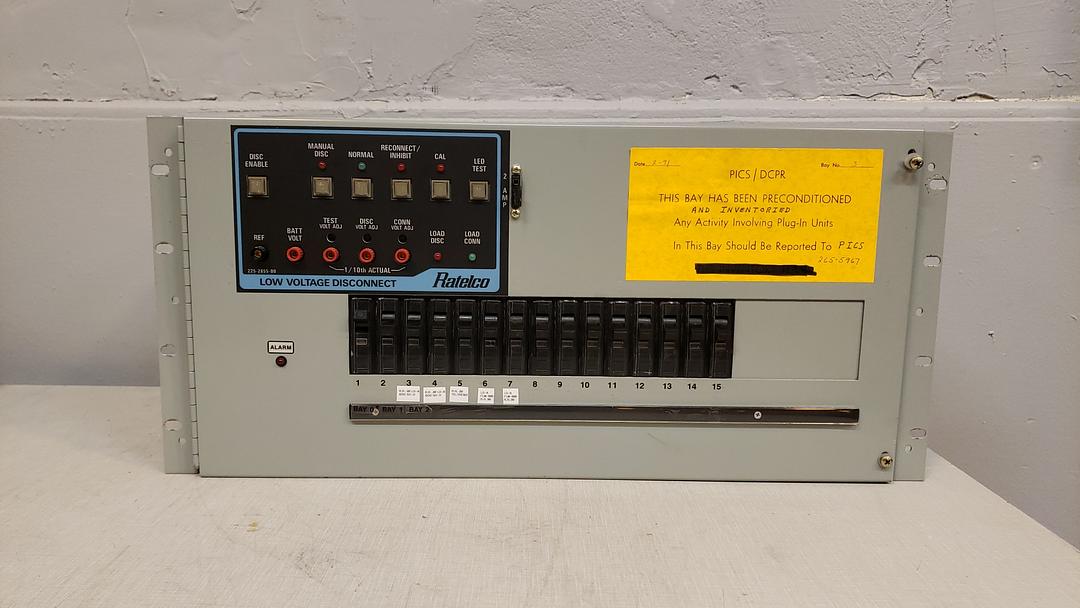 DISC ENABLE
MANUAL DISC
NORMAL
RECONNECT/ INHIBIT
CAL
LED TEST
2 AMP
REF
BATT VOLT
TEST VOLT ADJ
DISC VOLT ADJ
CONN VOLT ADJ
LOAD DISC
LOAD CONN
1/10th ACTUAL
LOW VOLTAGE DISCONNECT
Ratelco
Date
Bay No. 3
PICS/DCPR
THIS BAY HAS BEEN PRECONDITIONED
AND INVENTORIED
Any Activity Involving Plug-In Units
In This Bay Should Be Reported To PICS
265-5967
ALARM
1 2 3 4 5 6 7 8 9 10 11 12 13 14 15
BAY 0 BAY 1 BAY 2